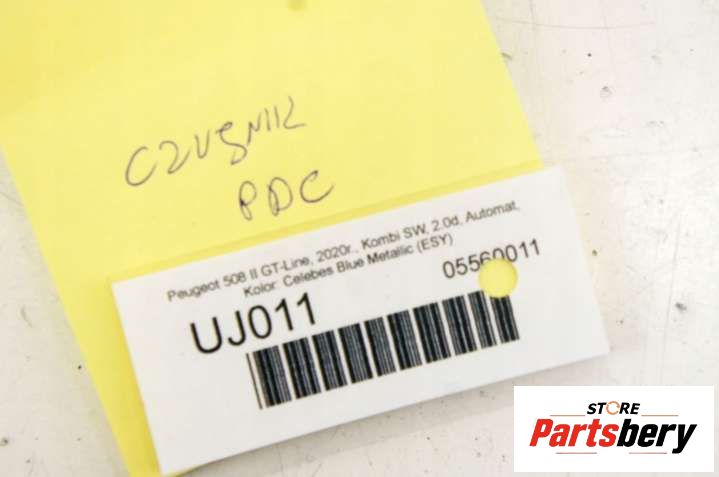 CZUJNIK
PDC
Peugeot 508 II GT-Line, 2020r., Kombi SW, 2.0d, Automat,
Kolor: Celebes Blue Metallic (ESY)
UJ011
05560011
STORE
Partsbery